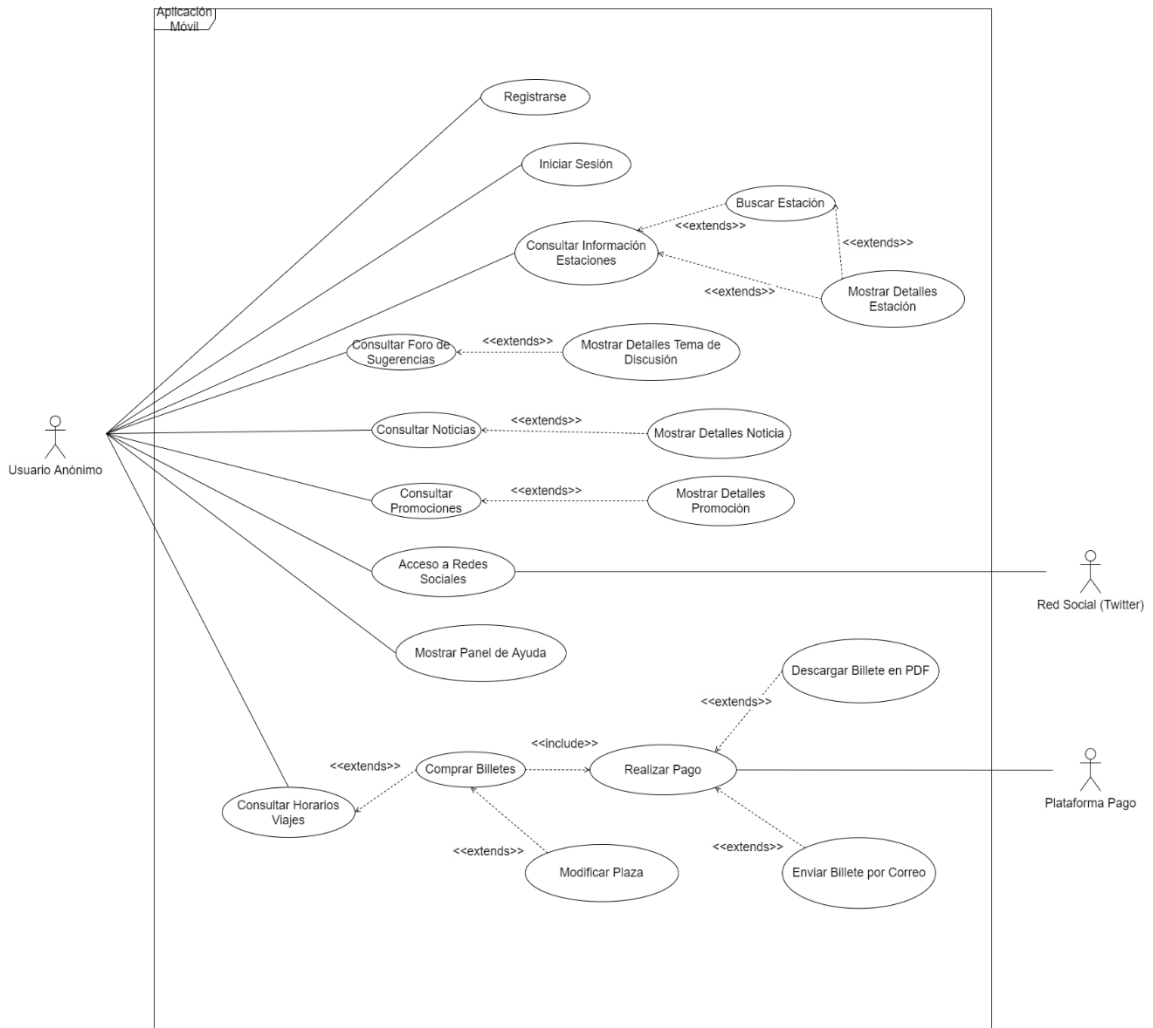 Aplicación
Móvil
Registrarse
Iniciar Sesión
Buscar Estación
<<extends>>
Consultar Información
Estaciones
<<extends>>
<<extends>>
Mostrar Detalles
Estación
Consultar Foro de
Sugerencias
<<extends>>
Mostrar Detalles Tema de
Discusión
Usuario Anónimo
Consultar Noticias
<<extends>>
Mostrar Detalles Noticia
Consultar
Promociones
<<extends>>
Mostrar Detalles
Promoción
Acceso a Redes
Sociales
Red Social (Twitter)
Mostrar Panel de Ayuda
Descargar Billete en PDF
<<extends>>
<<include>>
<<extends>>
Comprar Billetes
Realizar Pago
Plataforma Pago
Consultar Horarios
Viajes
<<extends>>
<<extends>>
Modificar Plaza
Enviar Billete por Correo